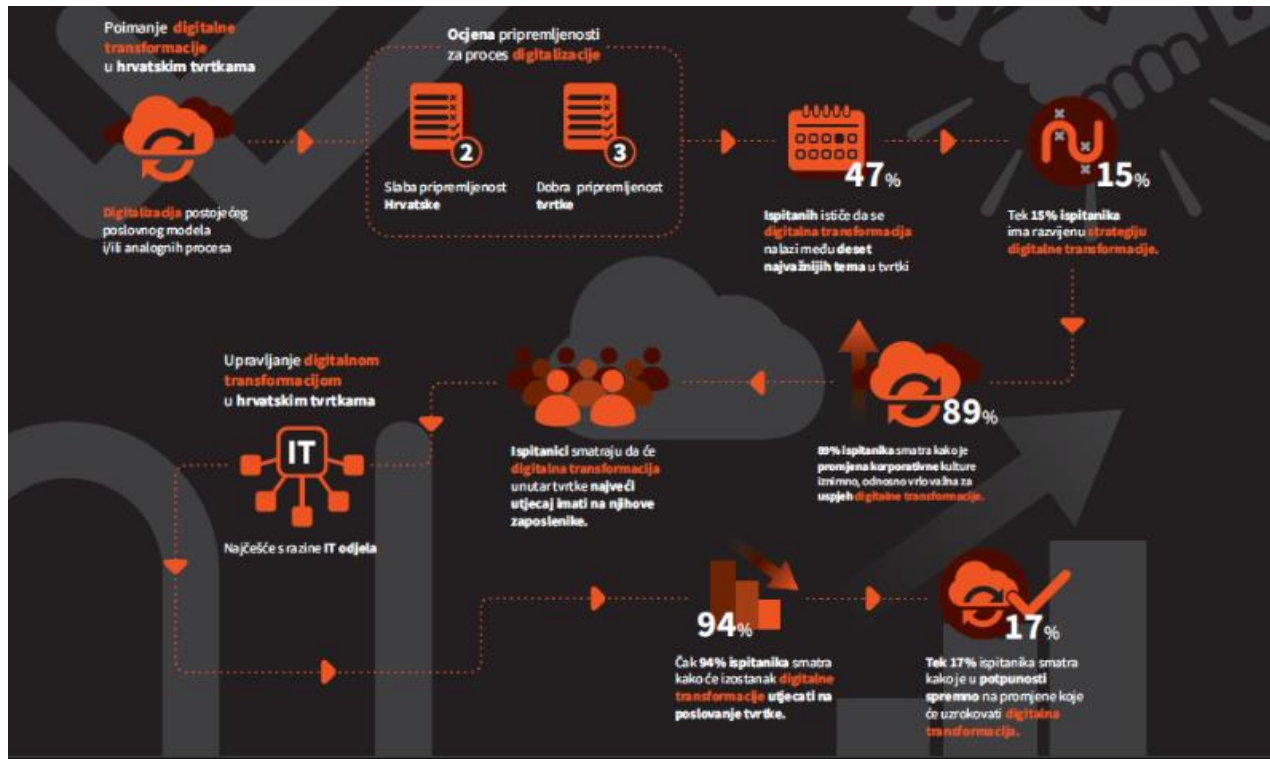 Poimanje digitalne
transformacije
u hrvatskim tvrtkama
Digitalizacija postojećeg
poslovnog modela
i/ili analognih procesa
Ocjena pripremljenosti
za proces digitalizacije
2
Slaba pripremljenost
Hrvatske
3
Dobra pripremljenost
tvrtke
47%
Ispitanih ističe da se
digitalna transformacija
nalazi među deset
najvažnijih tema u tvrtki
15%
Tek 15% ispitanika
ima razvijenu strategiju
digitalne transformacije.
89%
89% ispitanika smatra kako je
promjena korporativne kulture
iznimno, odnosno vrlo važna za
uspjeh digitalne transformacije.
Ispitanici smatraju da će
digitalna transformacija
unutar tvrtke najveći
utjecaj imati na njihove
zaposlenike.
Upravljanje digitalnom
transformacijom
u hrvatskim tvrtkama
IT
Najčešće s razine IT odjela
94%
Čak 94% ispitanika smatra
kako će izostanak digitalne
transformacije utjecati na
poslovanje tvrtke.
17%
Tek 17% ispitanika smatra
kako je u potpunosti
spremno na promjene koje
će uzrokovati digitalna
transformacija.